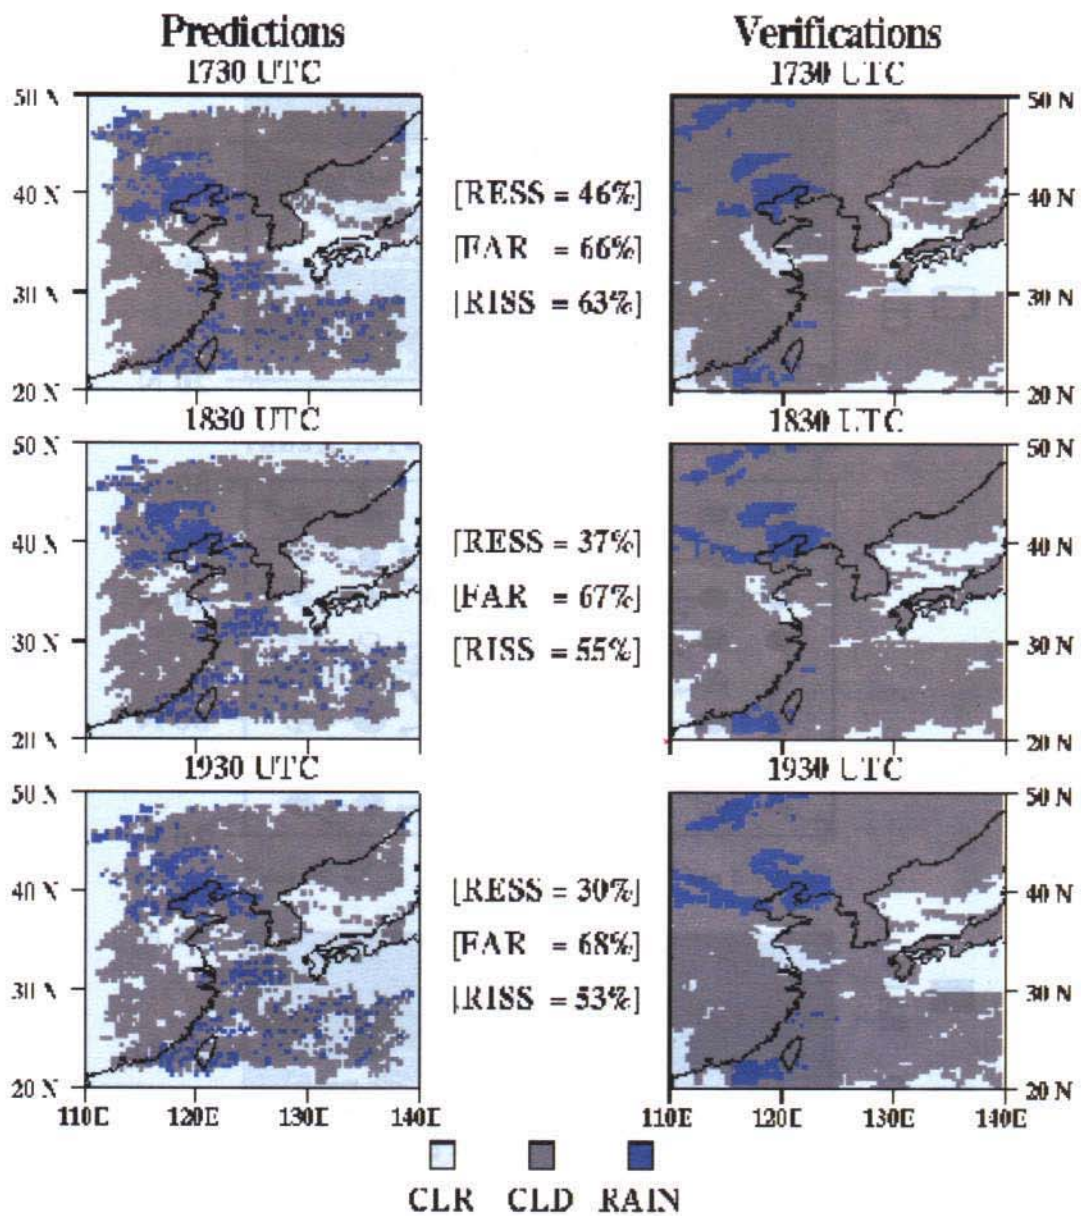 Predictions
Verifications
1730 UTC
1730 UTC
50 N
50 N
40 N
40 N
30 N
30 N
20 N
20 N
[RESS = 46%]
[FAR = 66%]
[RISS = 63%]
1830 UTC
1830 UTC
50 N
50 N
40 N
40 N
30 N
30 N
20 N
20 N
[RESS = 37%]
[FAR = 67%]
[RISS = 55%]
1930 UTC
1930 UTC
50 N
50 N
40 N
40 N
30 N
30 N
20 N
20 N
[RESS = 30%]
[FAR = 68%]
[RISS = 53%]
110E 120E 130E 140E
110E 120E 130E 140E
CLR CLD RAIN